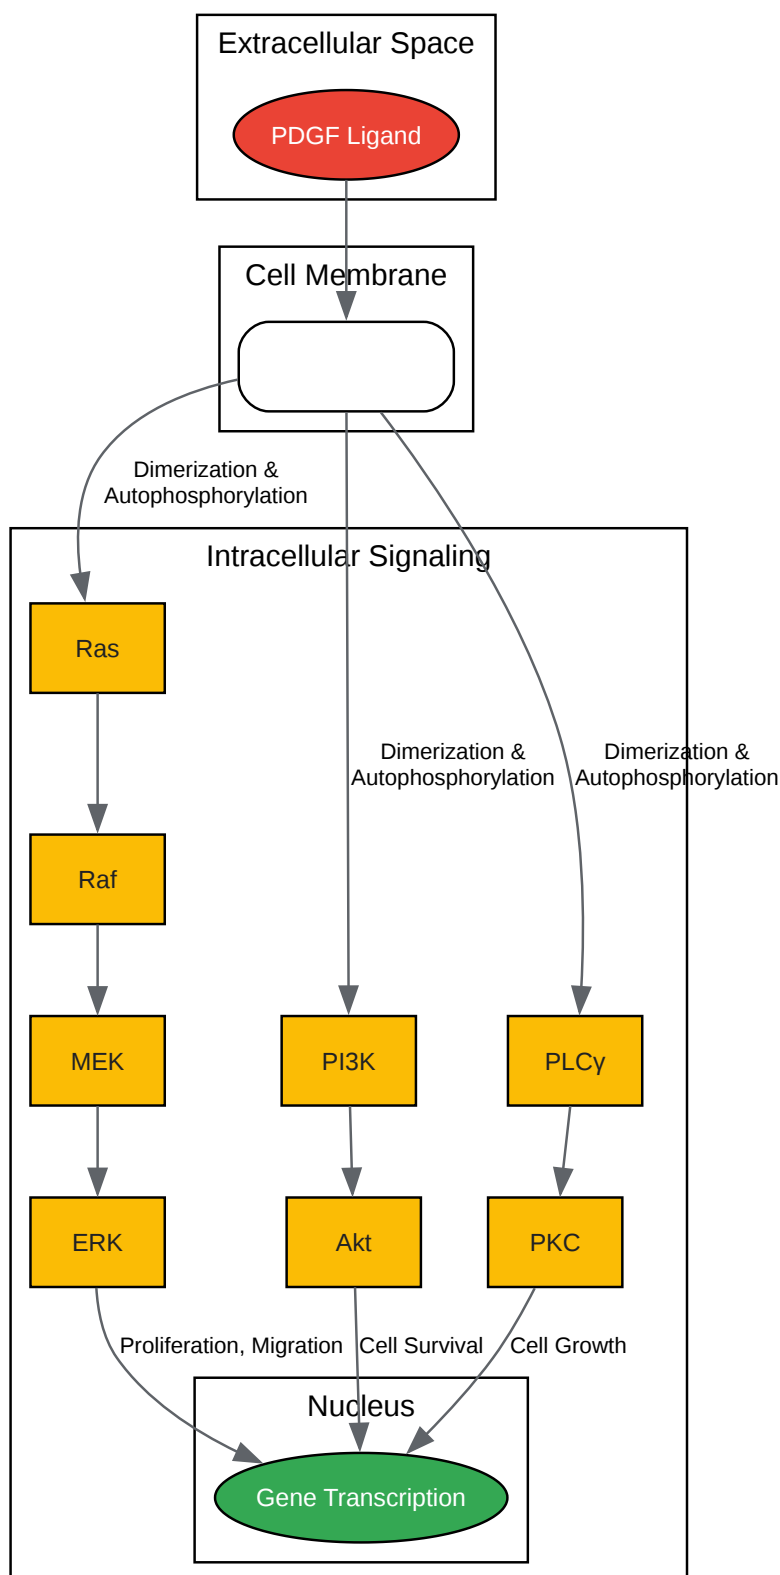 Extracellular Space
PDGF Ligand
Cell Membrane
Dimerization &
Autophosphorylation
Intracellular Signaling
Ras
Dimerization &
Autophosphorylation
Dimerization &
Autophosphorylation
Raf
MEK
PI3K
PLCγ
ERK
Akt
PKC
Proliferation, Migration
Cell Survival
Cell Growth
Nucleus
Gene Transcription